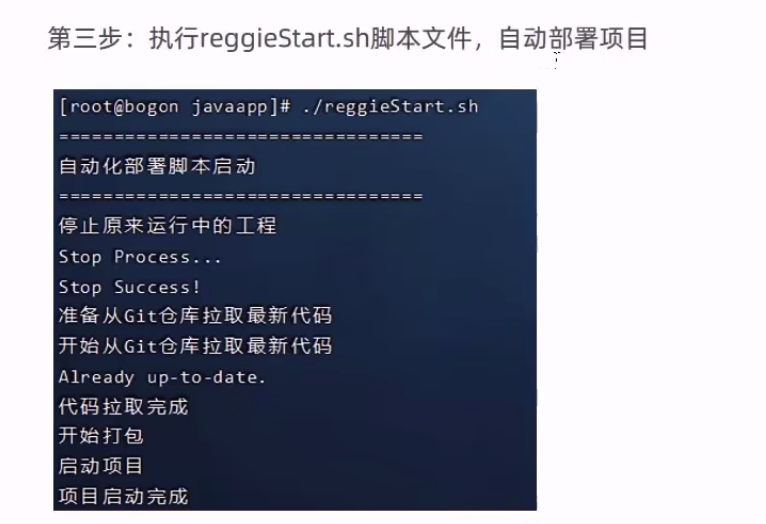 第三步：执行reggieStart.sh脚本文件，自动部署项目
[root@bogon javaapp]# ./reggieStart.sh
=================================
自动化部署脚本启动
=================================
停止原来运行中的工程
Stop Process...
Stop Success!
准备从Git仓库拉取最新代码
开始从Git仓库拉取最新代码
Already up-to-date.
代码拉取完成
开始打包
启动项目
项目启动完成